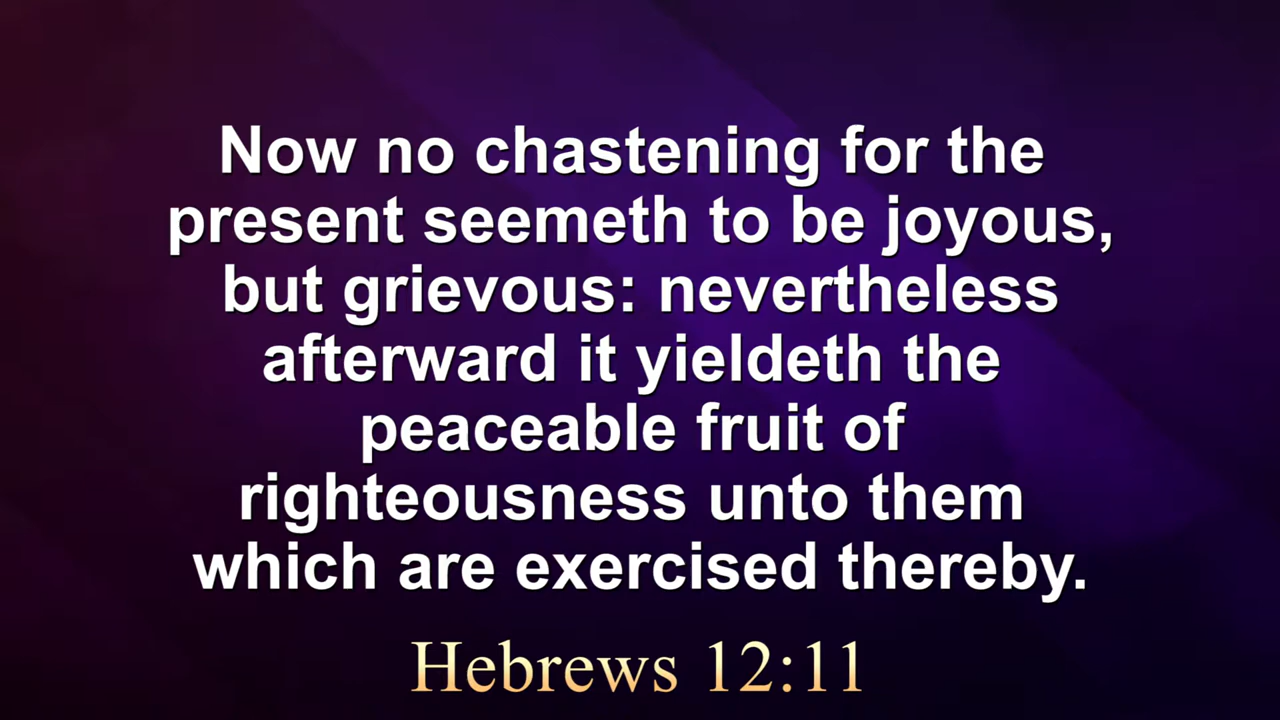 Now no chastening for the
present seemeth to be joyous,
but grievous: nevertheless
afterward it yieldeth the
peaceable fruit of
righteousness unto them
which are exercised thereby.
Hebrews 12:11